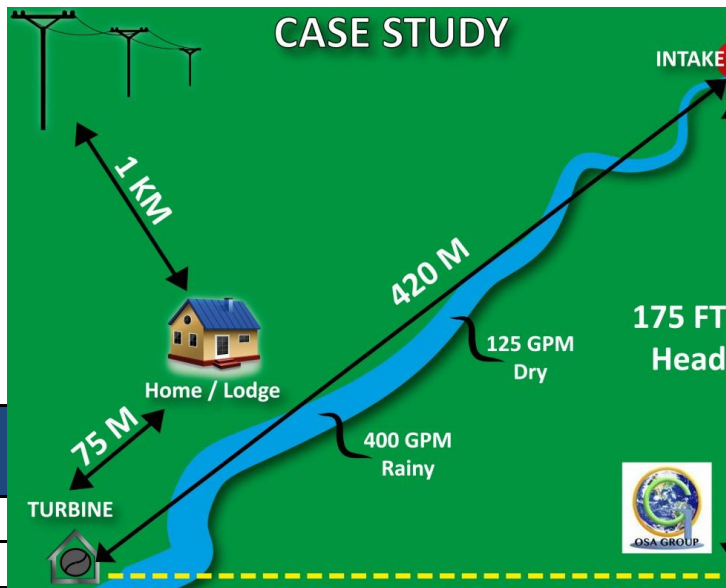 CASE STUDY
INTAKE
1 KM
420 M
175 FT
Head
125 GPM
Dry
Home / Lodge
75 M
400 GPM
Rainy
TURBINE
OSA GROUP